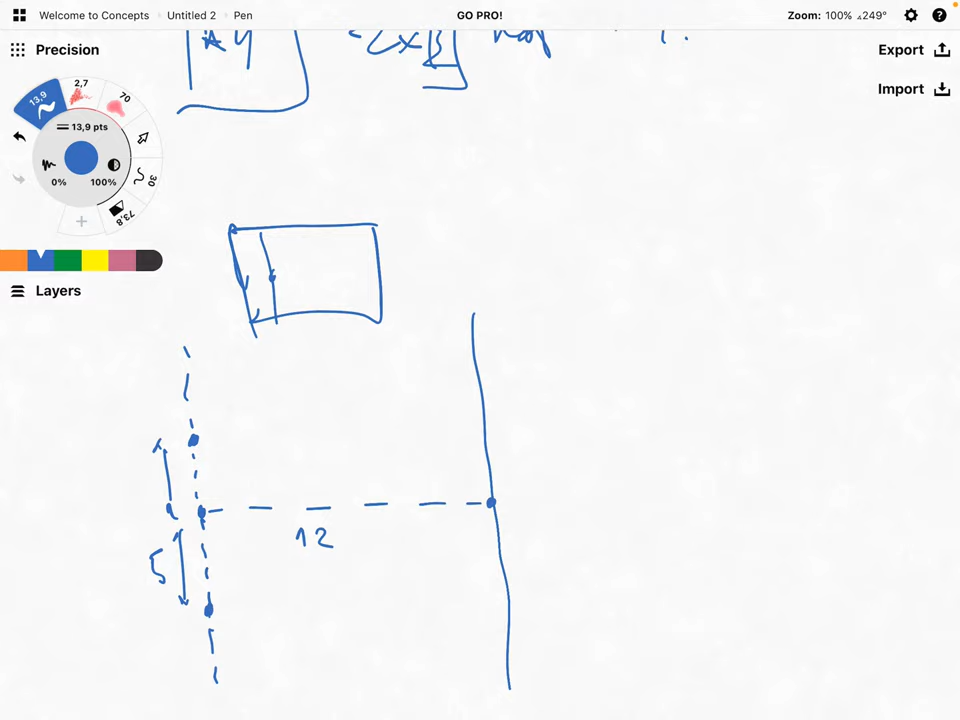 Welcome to Concepts Untitled 2 Pen GO PRO! Zoom: 100% ⊿249°
Precision
Export
Import
13,9
2,7
70
13,9 pts
0% 100%
30
73,8
Layers
12
5